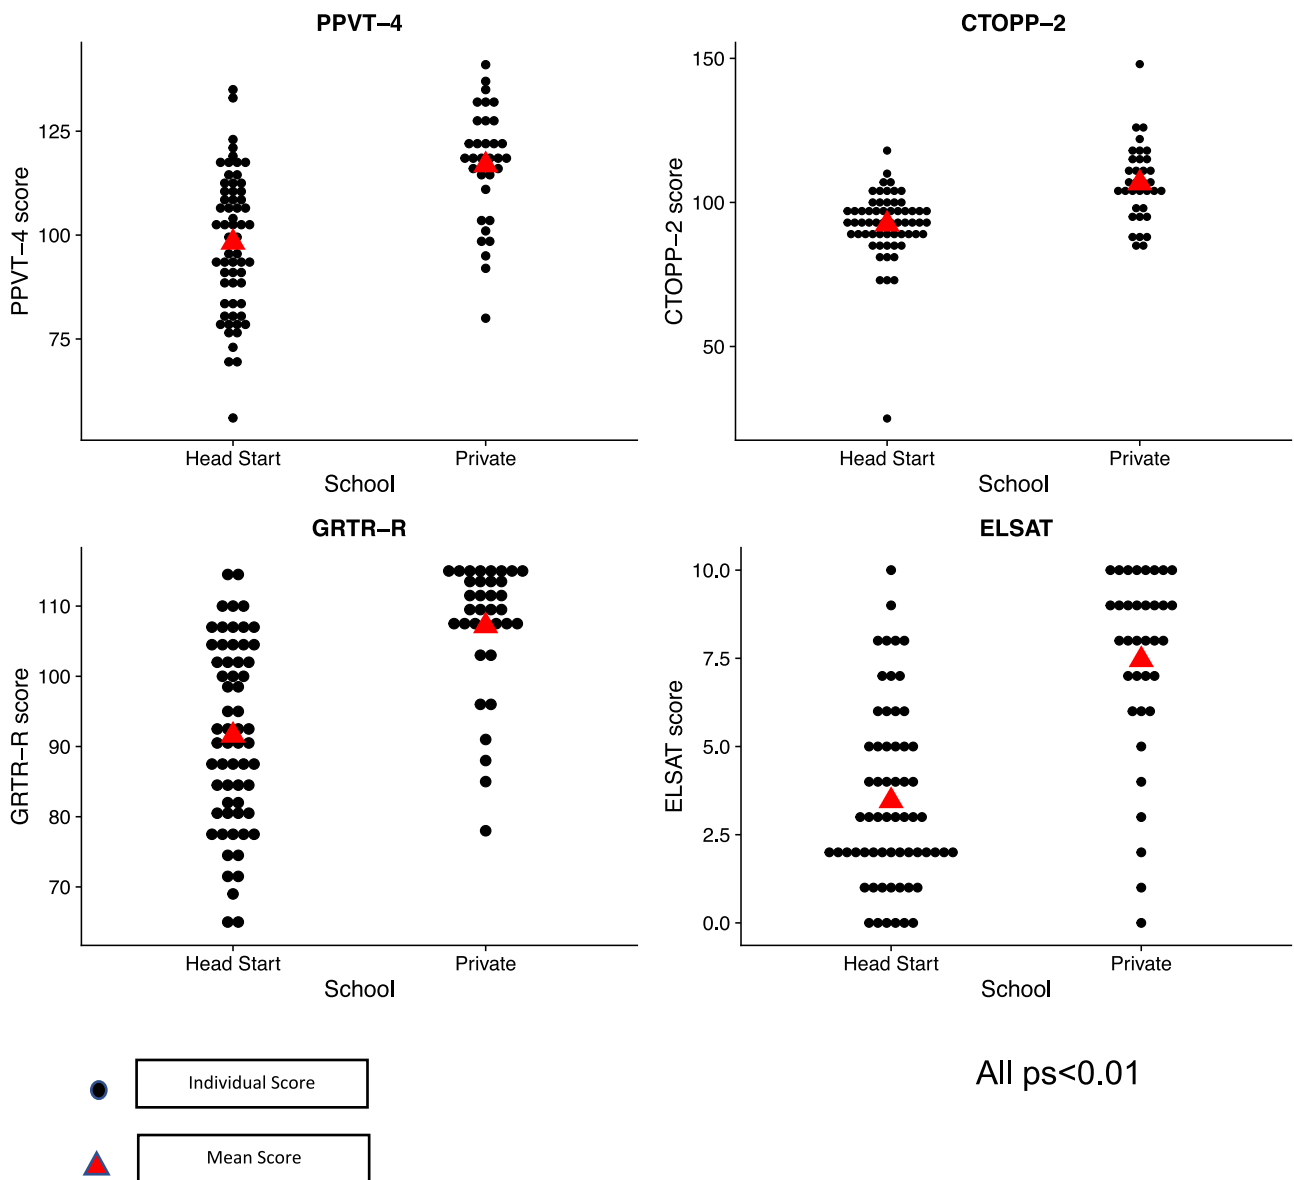 PPVT–4
PPVT–4 score
125
100
75
Head Start
Private
School
CTOPP–2
CTOPP–2 score
150
100
50
Head Start
Private
School
GRTR–R
GRTR–R score
110
100
90
80
70
Head Start
Private
School
ELSAT
ELSAT score
10.0
7.5
5.0
2.5
0.0
Head Start
Private
School
Individual Score
Mean Score
All ps<0.01